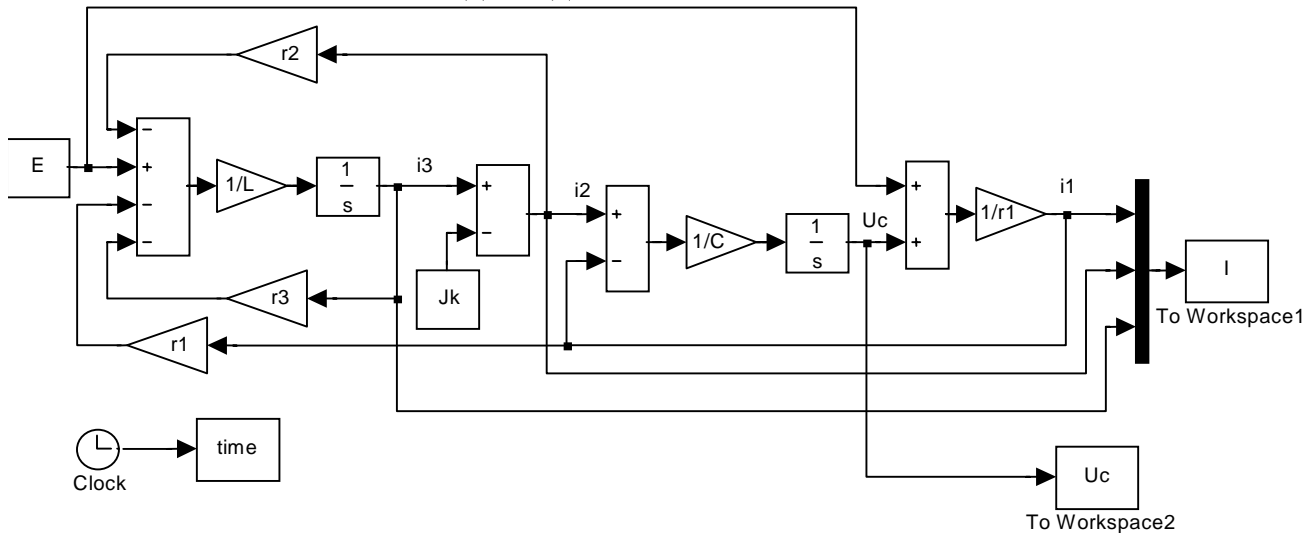 r2
−
E
+
+
1/L
1
s
i3
+
i2
+
1/C
1
s
Uc
+
1/r1
i1
−
−
−
−
r3
Jk
I
To Workspace1
r1
time
Clock
Uc
To Workspace2